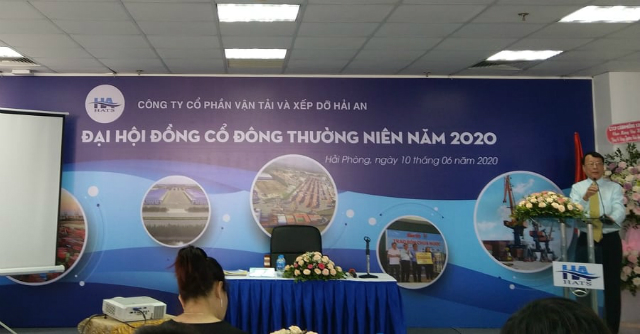 HA
HATS
CÔNG TY CỔ PHẦN VẬN TẢI VÀ XẾP DỠ HẢI AN
ĐẠI HỘI ĐỒNG CỔ ĐÔNG THƯỜNG NIÊN NĂM 2020
Hải Phòng, ngày 10 tháng 06 năm 2020
HA
HATS